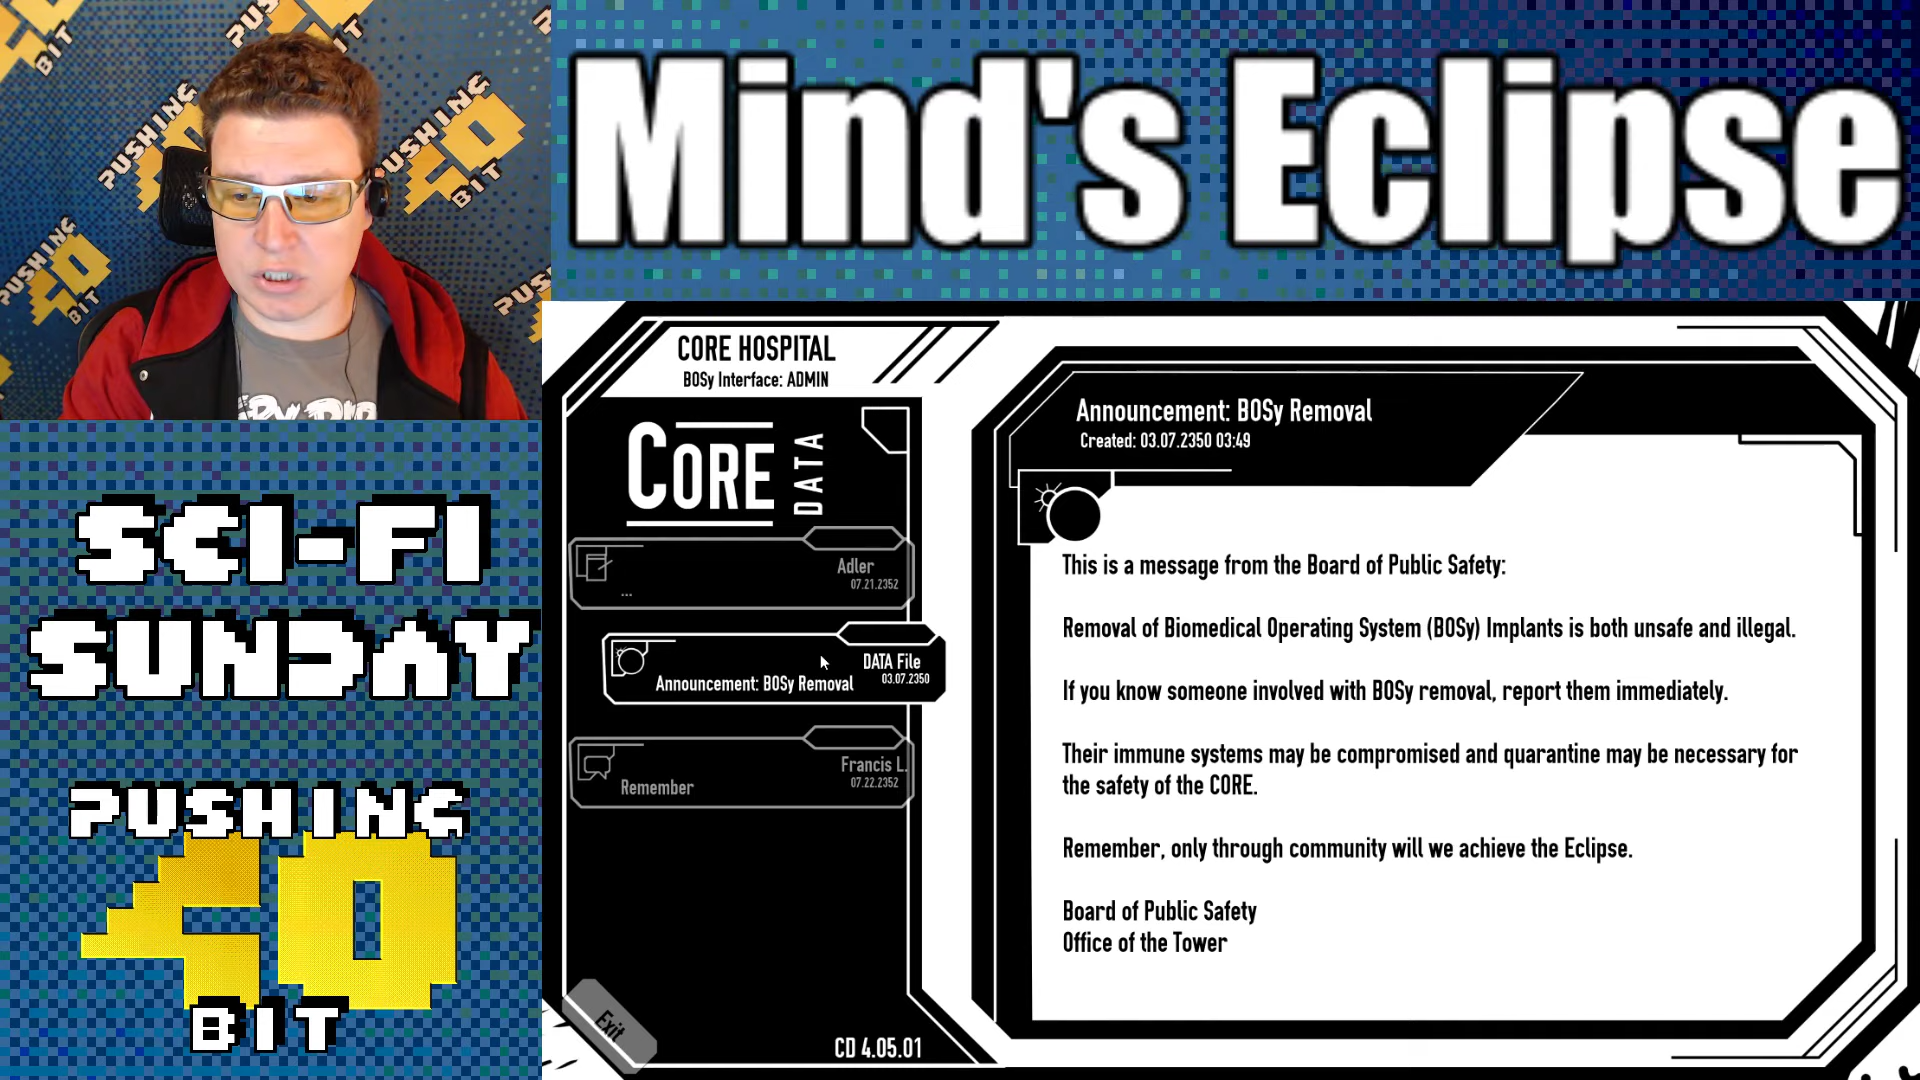 Mind's Eclipse
PUSHING
40
BIT
SCI-FI
SUNDAY
PUSHING
40
BIT
CORE HOSPITAL
BOSy Interface: ADMIN
CORE
DATA
Adler
07.21.2352
...
DATA File
03.07.2350
Announcement: BOSy Removal
Francis L.
07.22.2352
Remember
Exit
CD 4.05.01
Announcement: BOSy Removal
Created: 03.07.2350 03:49
This is a message from the Board of Public Safety:
Removal of Biomedical Operating System (BOSy) Implants is both unsafe and illegal.
If you know someone involved with BOSy removal, report them immediately.
Their immune systems may be compromised and quarantine may be necessary for
the safety of the CORE.
Remember, only through community will we achieve the Eclipse.
Board of Public Safety
Office of the Tower